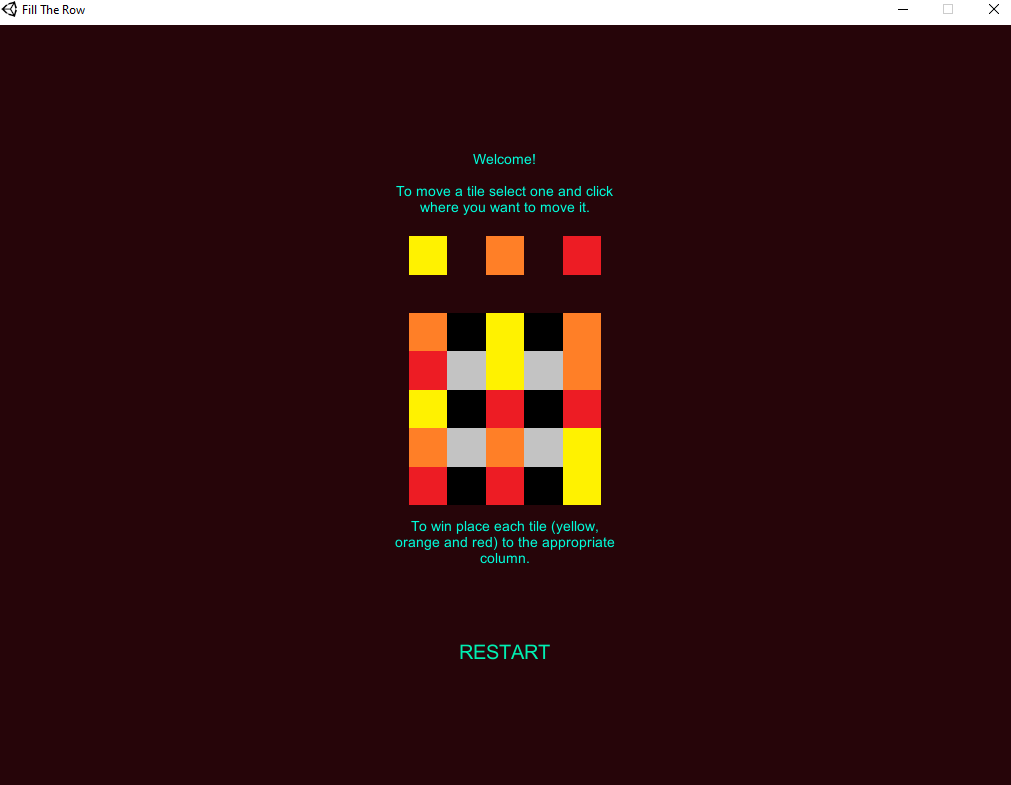 Fill The Row
Welcome!
To move a tile select one and click
where you want to move it.
To win place each tile (yellow,
orange and red) to the appropriate
column.
RESTART